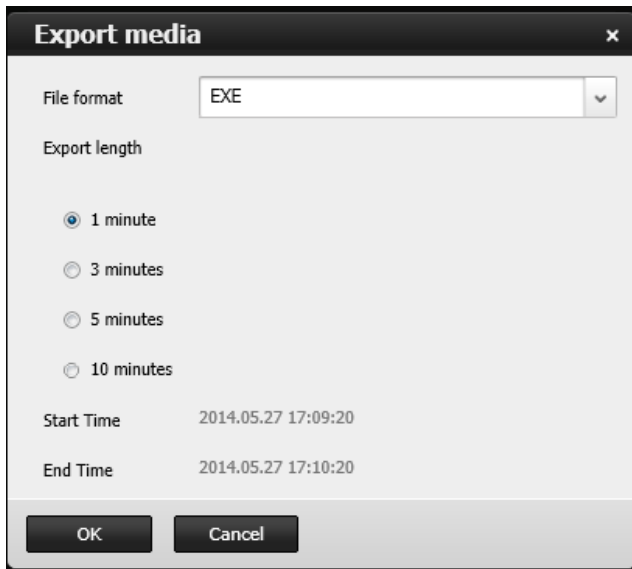 Export media
File format EXE
Export length
1 minute
3 minutes
5 minutes
10 minutes
Start Time 2014.05.27 17:09:20
End Time 2014.05.27 17:10:20
OK Cancel